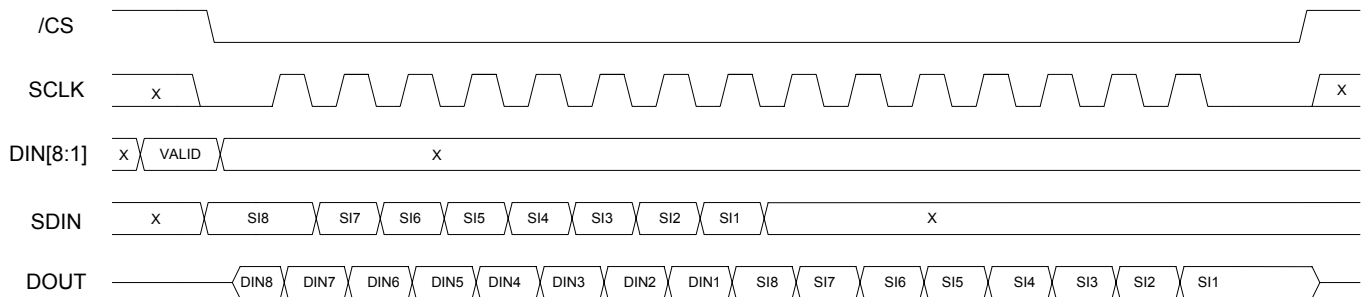 /CS
SCLK X X
DIN[8:1] X VALID X
SDIN X SI8 SI7 SI6 SI5 SI4 SI3 SI2 SI1 X
DOUT DIN8 DIN7 DIN6 DIN5 DIN4 DIN3 DIN2 DIN1 SI8 SI7 SI6 SI5 SI4 SI3 SI2 SI1